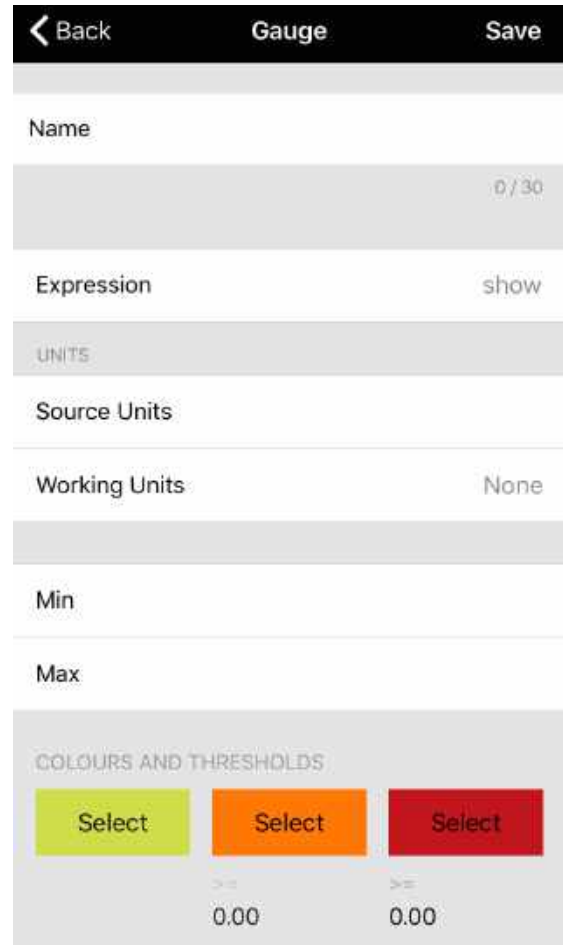 Back Gauge Save
Name
0 / 30
Expression show
UNITS
Source Units
Working Units None
Min
Max
COLOURS AND THRESHOLDS
Select Select Select
>= >=
0.00 0.00